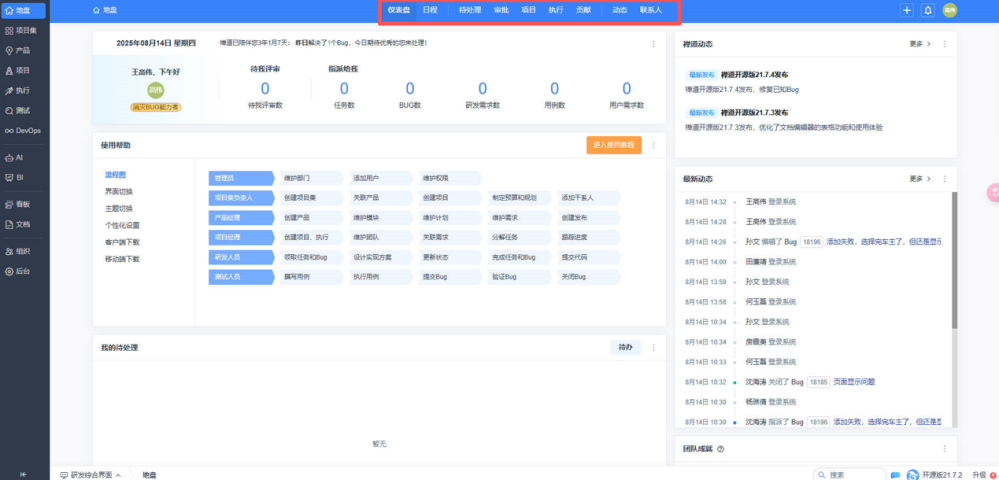 地盘
项目集
产品
项目
执行
测试
DevOps
AI
BI
看板
文档
组织
后台
地盘
仪表盘 日程 待处理 审批 项目 执行 贡献 动态 联系人
高伟
2025年08月14日 星期四
禅道已陪伴您3年1月7天； 昨日解决了1个Bug，今日期待优秀的您来处理！
王高伟，下午好
高伟
消灭BUG能力者
待我评审 指派给我
0 0 0 0 0 0
待我评审数 任务数 BUG数 研发需求数 用例数 用户需求数
使用帮助
进入使用教程
流程图
界面切换
主题切换
个性化设置
客户端下载
移动端下载
管理员 维护部门 添加用户 维护权限
项目集负责人 创建项目集 关联产品 创建项目 制定预算和规划 添加干系人
产品经理 创建产品 维护模块 维护计划 维护需求 创建发布
项目经理 创建项目、执行 维护团队 关联需求 分解任务 跟踪进度
研发人员 领取任务和Bug 设计实现方案 更新状态 完成任务和Bug 提交代码
测试人员 撰写用例 执行用例 提交Bug 验证Bug 关闭Bug
我的待处理
待办
暂无
禅道动态
更多
最新发布 禅道开源版21.7.4发布
禅道开源版21.7.4发布，修复已知Bug
最新发布 禅道开源版21.7.3发布
禅道开源版21.7.3发布，优化了文档编辑器的表格功能和使用体验
最新动态
更多
8月14日 14:32 王高伟 登录系统
8月14日 14:28 王高伟 登录系统
8月14日 14:26 孙文 编辑了 Bug 18196 添加失败，选择完车主了，但还是显示
8月14日 14:00 田廉靖 登录系统
8月14日 13:59 孙文 登录系统
8月14日 13:58 何玉磊 登录系统
8月14日 10:34 孙文 登录系统
8月14日 10:34 房薇美 登录系统
8月14日 10:33 何玉磊 登录系统
8月14日 10:32 沈海涛 关闭了 Bug 18185 页面显示问题
8月14日 10:30 杨琳倩 登录系统
8月14日 10:30 沈海涛 指派了 Bug 18196 添加失败，选择完车主了，但还是显
团队成就
研发综合界面
地盘
搜索
开源版21.7.2
升级